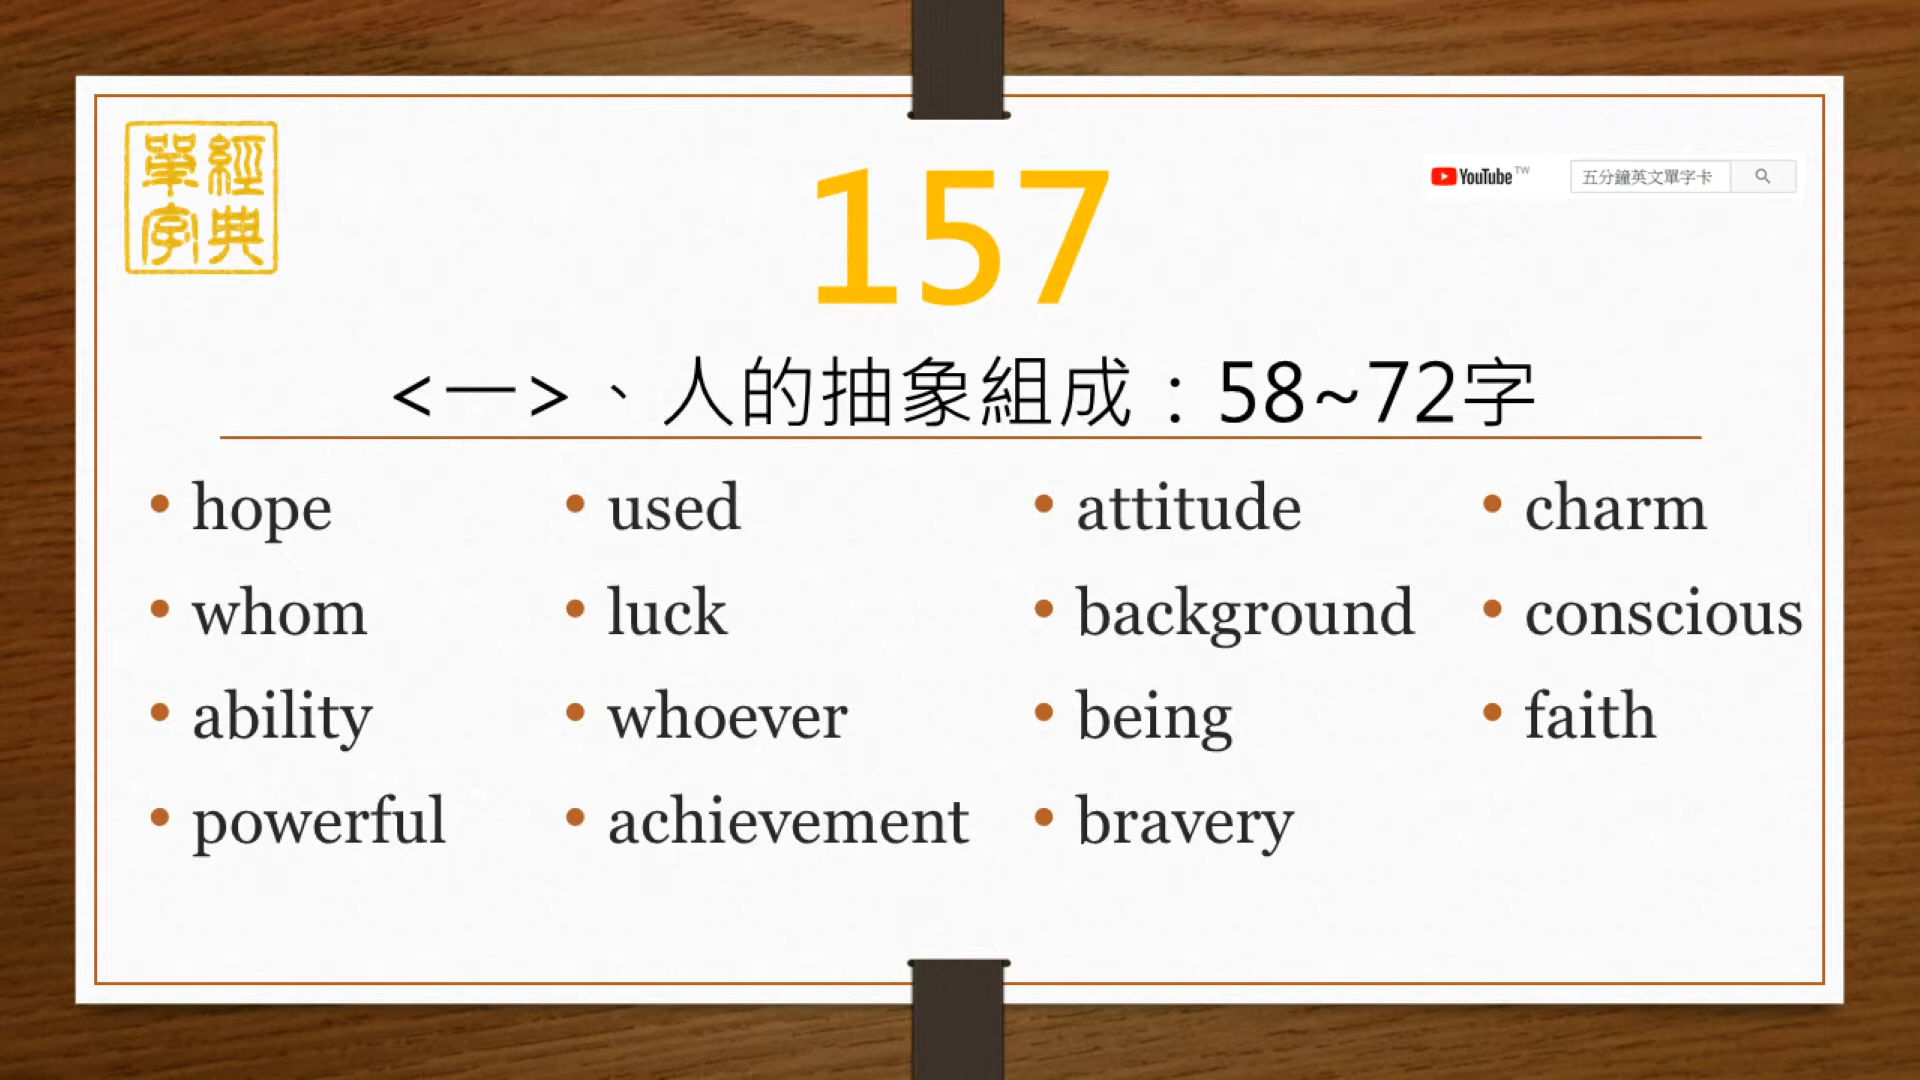 經典
單字
157
YouTube TW
五分鐘英文單字卡
<一>、人的抽象組成：58~72字
• hope
• whom
• ability
• powerful
• used
• luck
• whoever
• achievement
• attitude
• background
• being
• bravery
• charm
• conscious
• faith